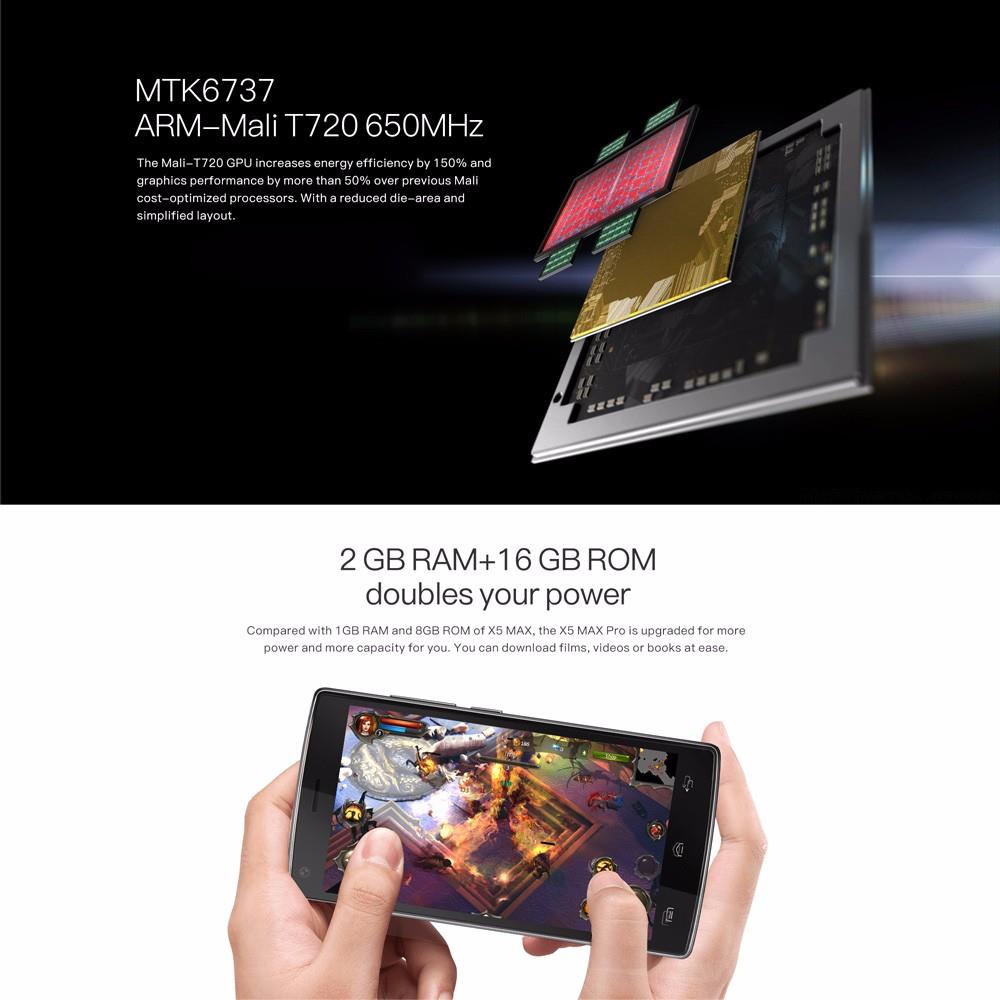 MTK6737
ARM-Mali T720 650MHz
The Mali-T720 GPU increases energy efficiency by 150% and
graphics performance by more than 50% over previous Mali
cost-optimized processors. With a reduced die-area and
simplified layout.
2 GB RAM+16 GB ROM
doubles your power
Compared with 1GB RAM and 8GB ROM of X5 MAX, the X5 MAX Pro is upgraded for more
power and more capacity for you. You can download films, videos or books at ease.